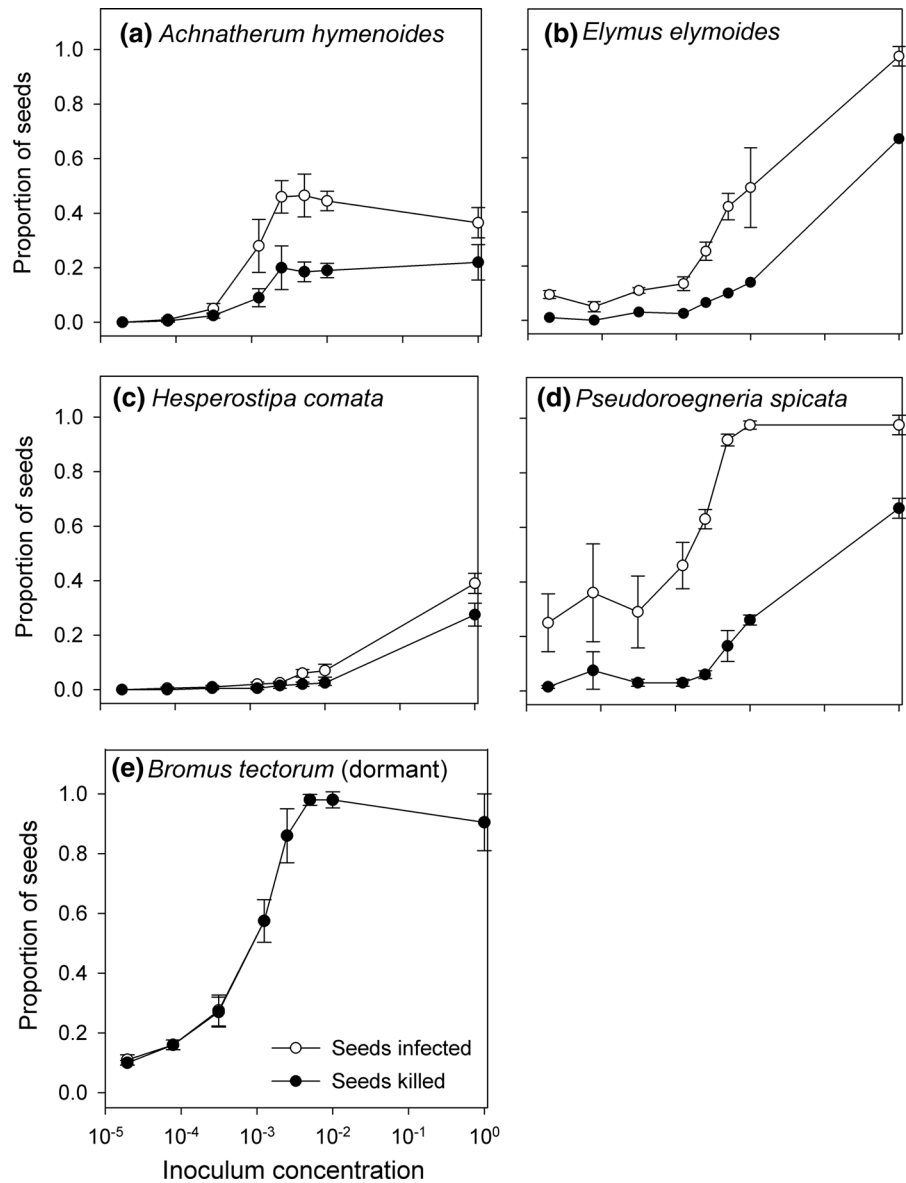 (a) Achnatherum hymenoides
(b) Elymus elymoides
Proportion of seeds
1.0
0.8
0.6
0.4
0.2
0.0
(c) Hesperostipa comata
(d) Pseudoroegneria spicata
Proportion of seeds
1.0
0.8
0.6
0.4
0.2
0.0
(e) Bromus tectorum (dormant)
Proportion of seeds
1.0
0.8
0.6
0.4
0.2
0.0
Seeds infected
Seeds killed
10⁻⁵ 10⁻⁴ 10⁻³ 10⁻² 10⁻¹ 10⁰
Inoculum concentration